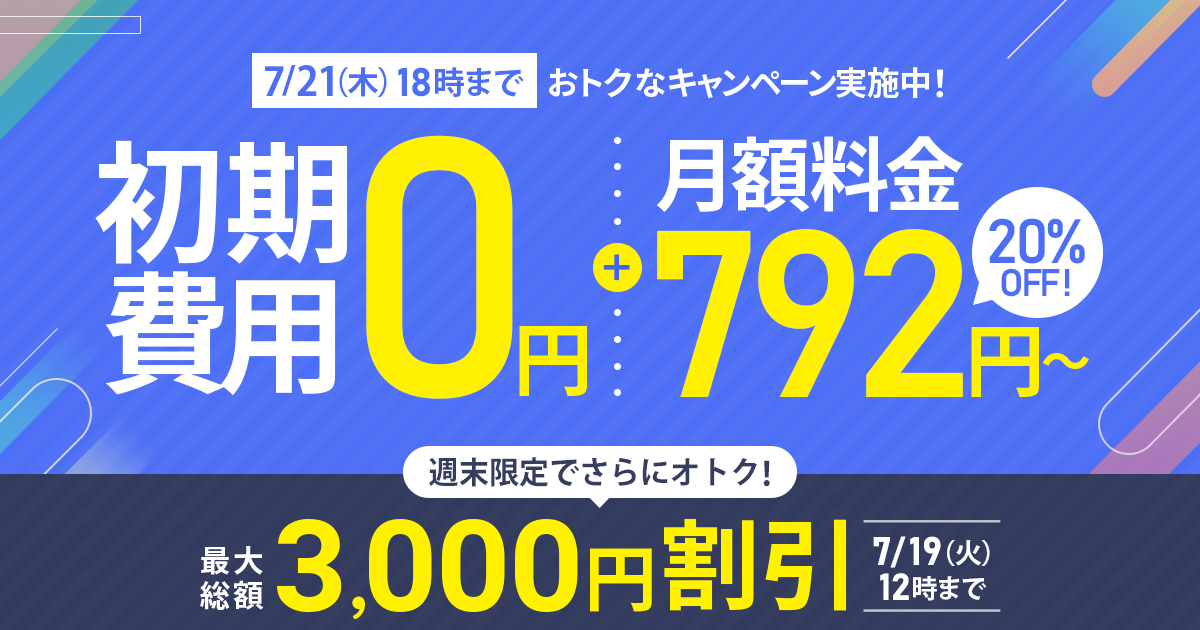 7/21(木) 18時まで おトクなキャンペーン実施中!
初期
費用
0円
+
月額料金
792円~
20%
OFF!
週末限定でさらにオトク!
最大
総額
3,000円割引
7/19(火)
12時まで